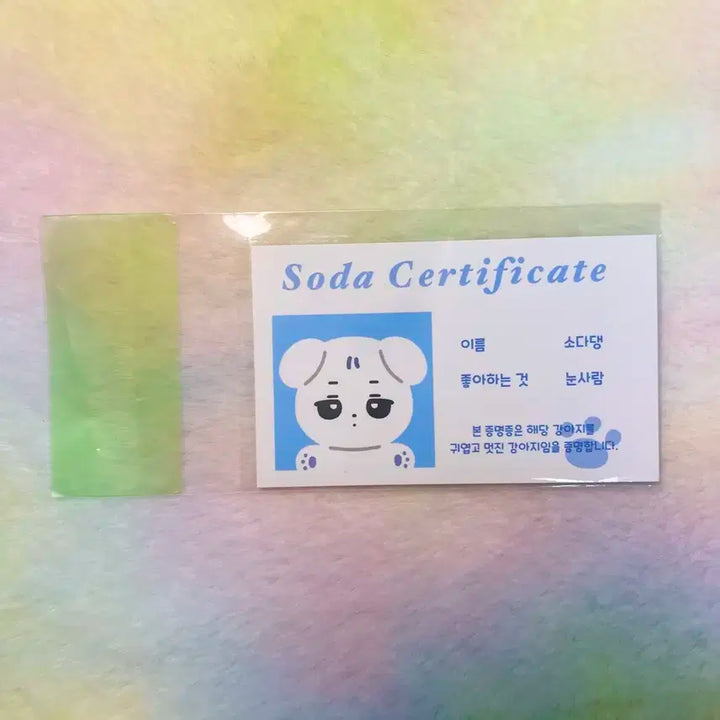 Soda Certificate
이름 소다댕
좋아하는 것 눈사람
본 증명증은 해당 강아지를
귀엽고 멋진 강아지임을 증명합니다.